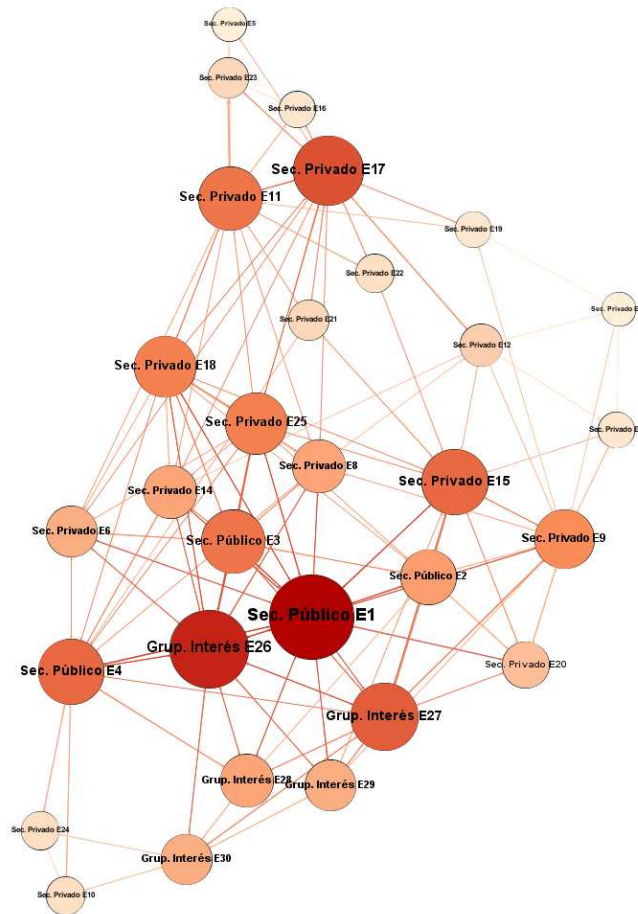 Sec. Privado E5
Sec. Privado E23
Sec. Privado E16
Sec. Privado E17
Sec. Privado E11
Sec. Privado E19
Sec. Privado E22
Sec. Privado E
Sec. Privado E21
Sec. Privado E12
Sec. Privado E18
Sec. Privado E25
Sec. Privado E
Sec. Privado E8
Sec. Privado E15
Sec. Privado E14
Sec. Privado E6
Sec. Público E3
Sec. Privado E9
Sec. Público E2
Sec. Público E1
Grup. Interés E26
Sec. Privado E20
Sec. Público E4
Grup. Interés E27
Grup. Interés E28
Grup. Interés E29
Sec. Privado E24
Grup. Interés E30
Sec. Privado E10